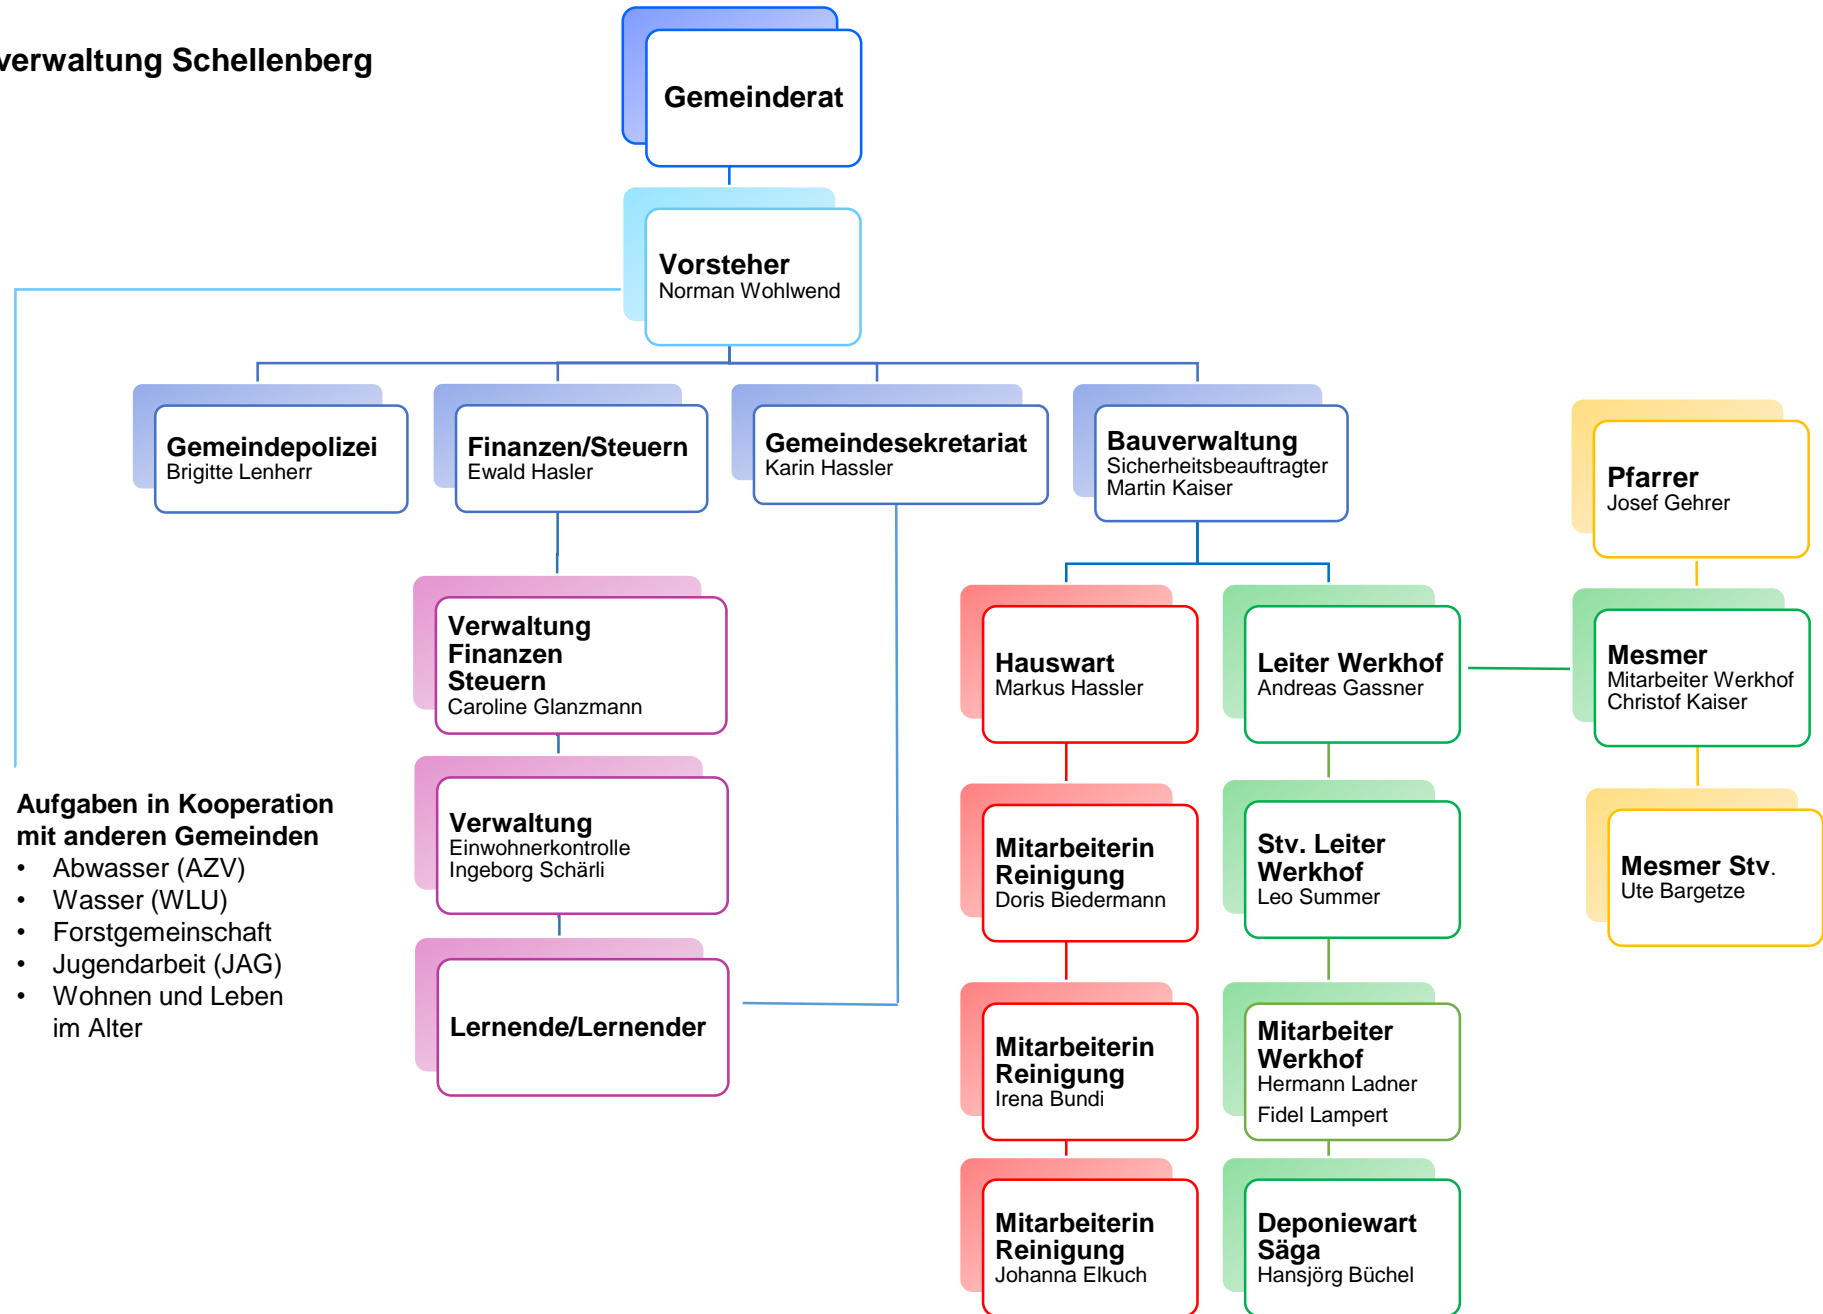 verwaltung Schellenberg
Gemeinderat
Vorsteher
Norman Wohlwend
Gemeindepolizei
Brigitte Lenherr
Finanzen/Steuern
Ewald Hasler
Gemeindesekretariat
Karin Hassler
Bauverwaltung
Sicherheitsbeauftragter
Martin Kaiser
Pfarrer
Josef Gehrer
Verwaltung
Finanzen
Steuern
Caroline Glanzmann
Hauswart
Markus Hassler
Leiter Werkhof
Andreas Gassner
Mesmer
Mitarbeiter Werkhof
Christof Kaiser
Aufgaben in Kooperation
mit anderen Gemeinden
• Abwasser (AZV)
• Wasser (WLU)
• Forstgemeinschaft
• Jugendarbeit (JAG)
• Wohnen und Leben
im Alter
Verwaltung
Einwohnerkontrolle
Ingeborg Schärli
Mitarbeiterin
Reinigung
Doris Biedermann
Stv. Leiter
Werkhof
Leo Summer
Mesmer Stv.
Ute Bargetze
Lernende/Lernender
Mitarbeiterin
Reinigung
Irena Bundi
Mitarbeiter
Werkhof
Hermann Ladner
Fidel Lampert
Mitarbeiterin
Reinigung
Johanna Elkuch
Deponiewart
Säga
Hansjörg Büchel